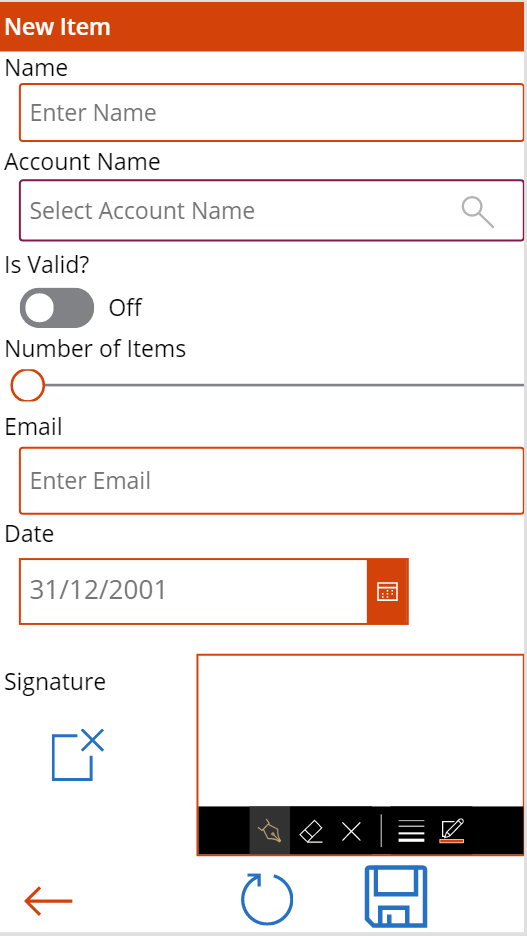 New Item
Name
Enter Name
Account Name
Select Account Name
Is Valid?
Off
Number of Items
Email
Enter Email
Date
31/12/2001
Signature